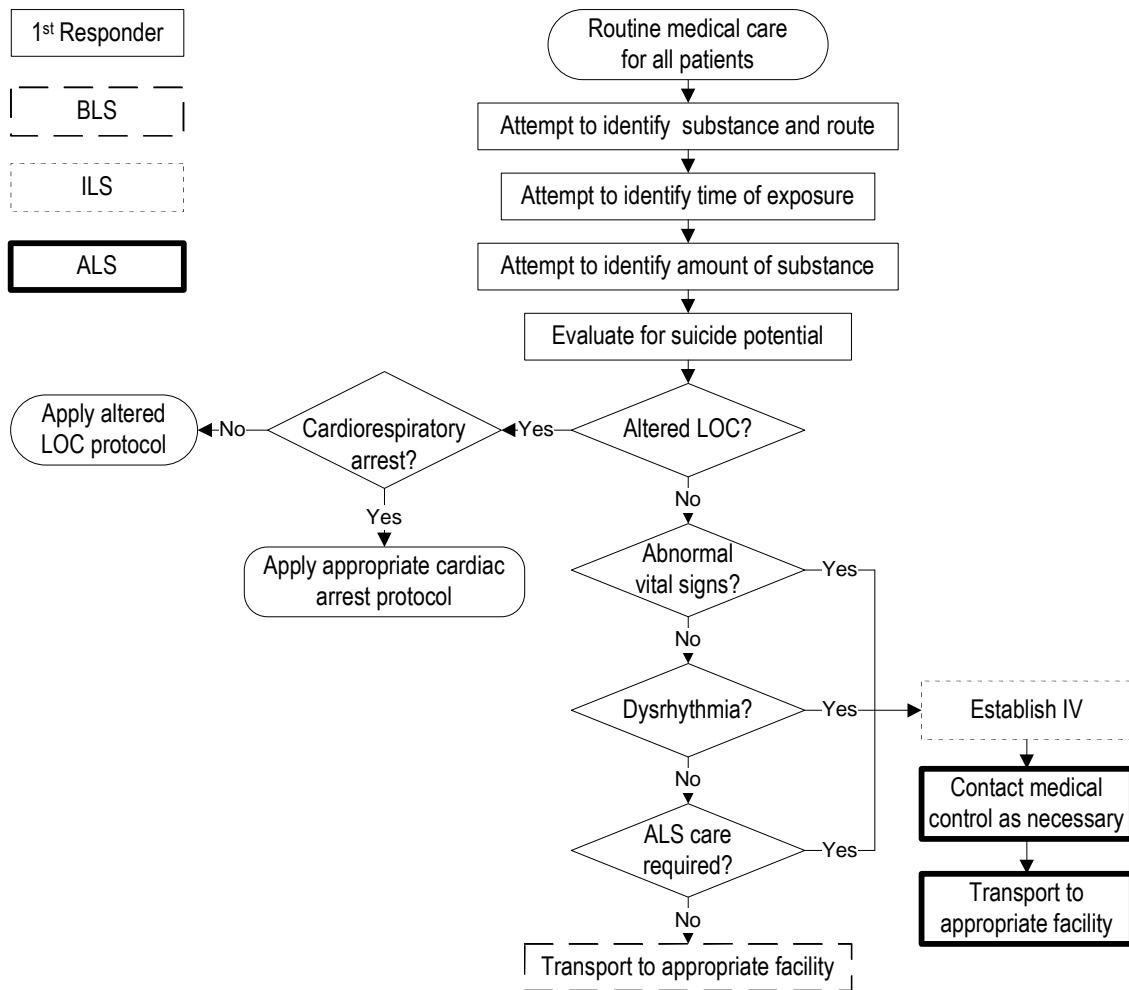 1st Responder
BLS
ILS
ALS
Routine medical care
for all patients
Attempt to identify substance and route
Attempt to identify time of exposure
Attempt to identify amount of substance
Evaluate for suicide potential
Altered LOC?
Yes
Cardiorespiratory
arrest?
No
Apply altered
LOC protocol
Yes
Apply appropriate cardiac
arrest protocol
No
Abnormal
vital signs?
Yes
No
Dysrhythmia?
Yes
No
ALS care
required?
Yes
No
Transport to appropriate facility
Establish IV
Contact medical
control as necessary
Transport to
appropriate facility